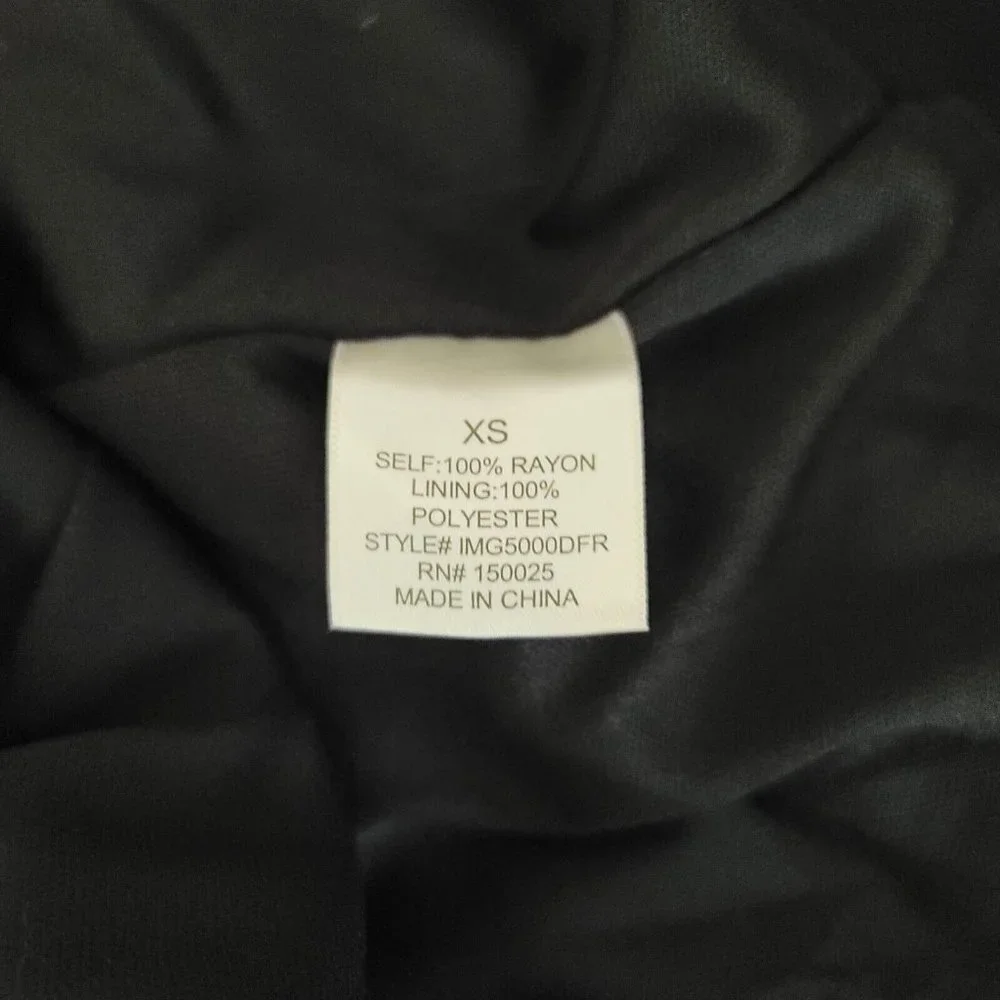 XS
SELF:100% RAYON
LINING:100%
POLYESTER
STYLE# IMG5000DFR
RN# 150025
MADE IN CHINA